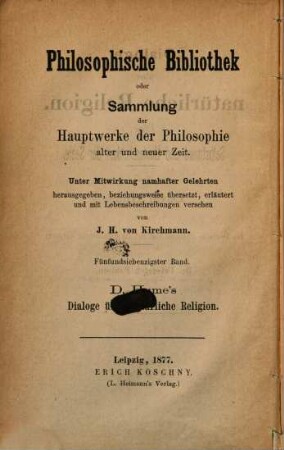 Philosophische Bibliothek
oder
Sammlung
der
Hauptwerke der Philosophie
alter und neuer Zeit.
Unter Mitwirkung namhafter Gelehrten
herausgegeben, beziehungsweise übersetzt, erläutert
und mit Lebensbeschreibungen versehen
von
J. H. von Kirchmann.
Fünfundsiebenzigster Band.
D. Hume's
Dialoge Religion.
Leipzig, 1877.
ERICH KOSCHNY.
(L. Heimann's Verlag.)